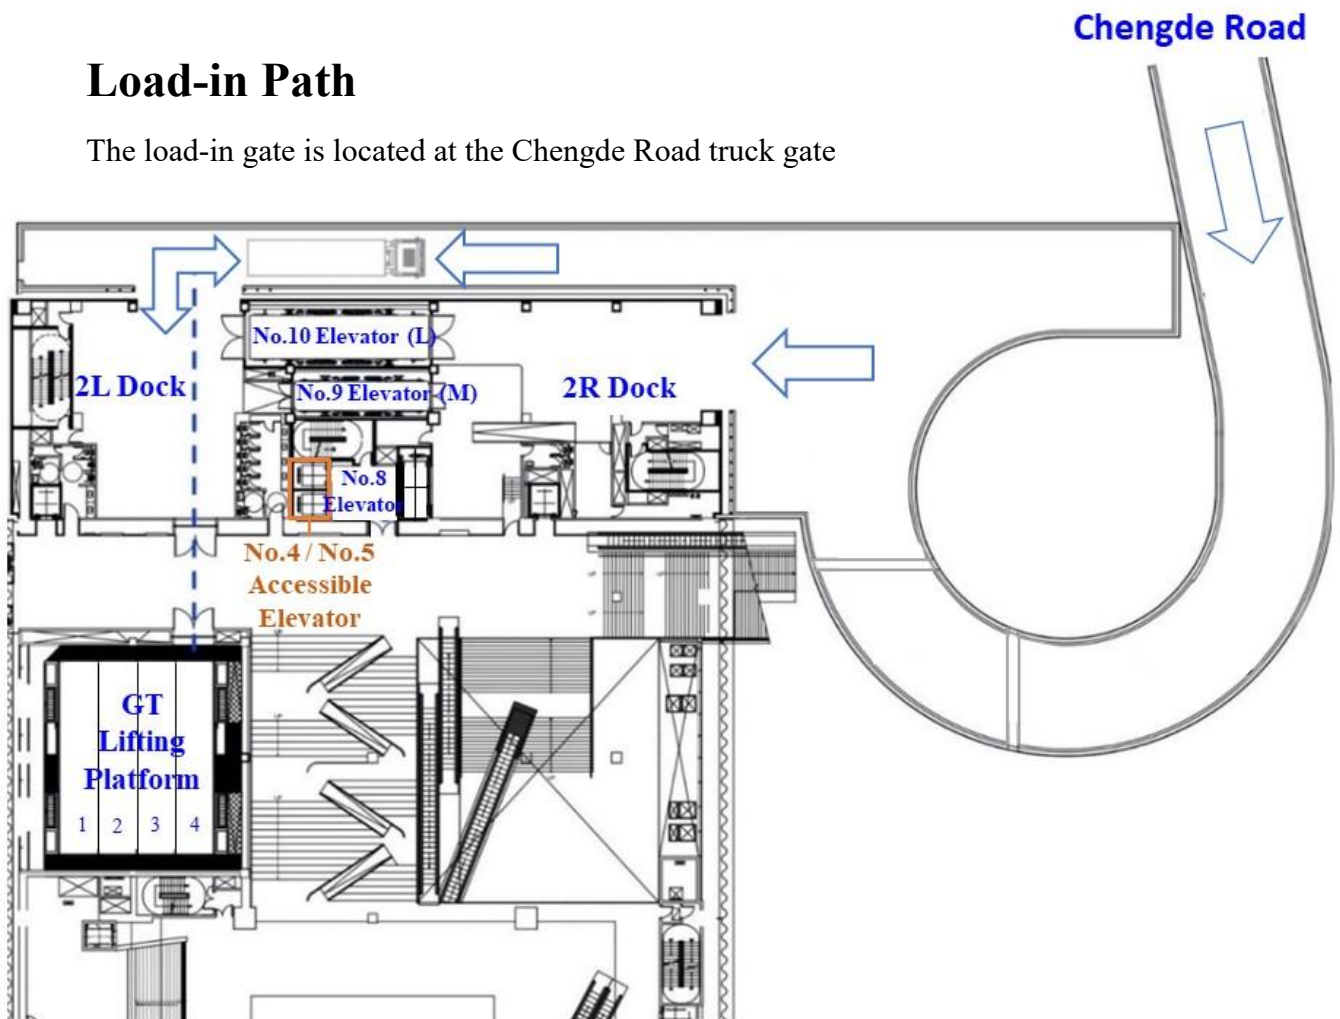 Chengde Road
Load-in Path
The load-in gate is located at the Chengde Road truck gate
No.10 Elevator (L)
2L Dock
No.9 Elevator (M)
2R Dock
No.8
Elevator
No.4 / No.5
Accessible
Elevator
GT
Lifting
Platform
1 2 3 4